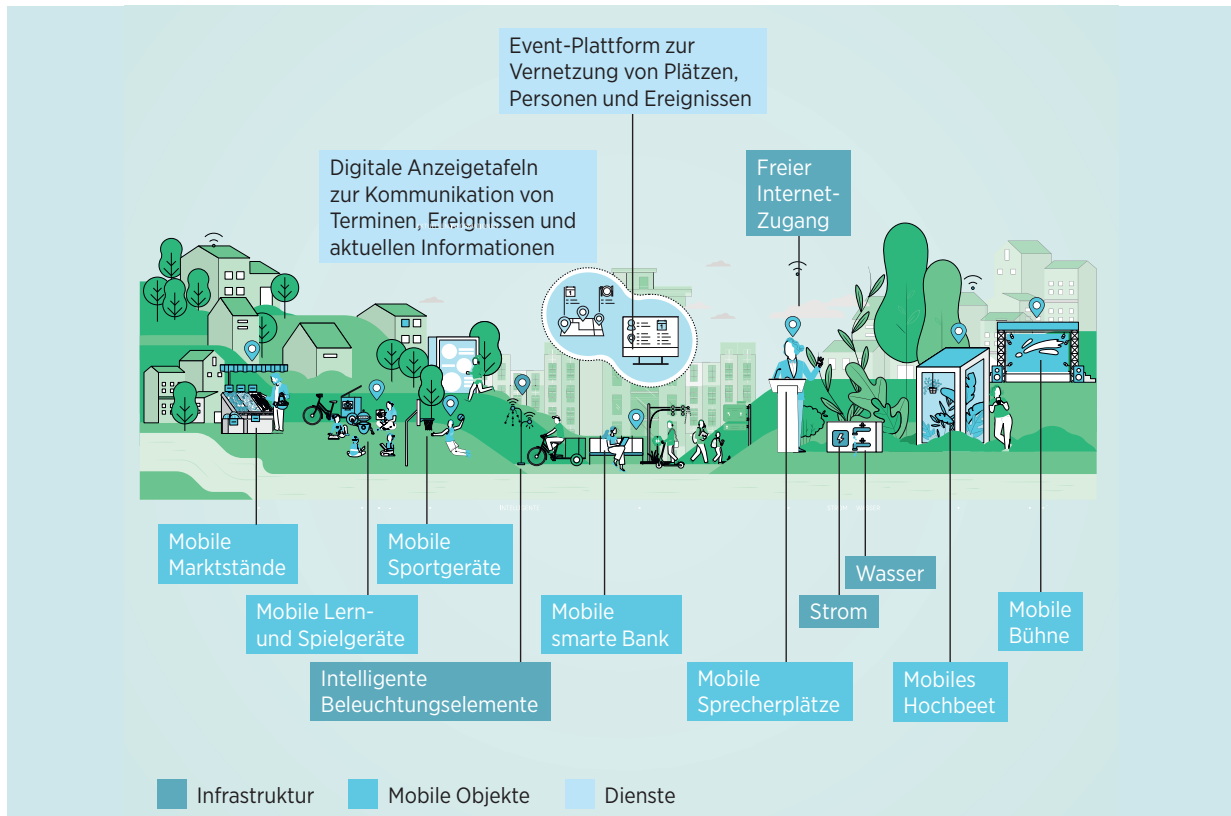 Event-Plattform zur
Vernetzung von Plätzen,
Personen und Ereignissen
Digitale Anzeigetafeln
zur Kommunikation von
Terminen, Ereignissen und
aktuellen Informationen
Freier
Internet-
Zugang
Mobile
Marktstände
Mobile Lern-
und Spielgeräte
Mobile
Sportgeräte
Intelligente
Beleuchtungselemente
Mobile
smarte Bank
Mobile
Sprecherplätze
Strom
Wasser
Mobiles
Hochbeet
Mobile
Bühne
Infrastruktur
Mobile Objekte
Dienste